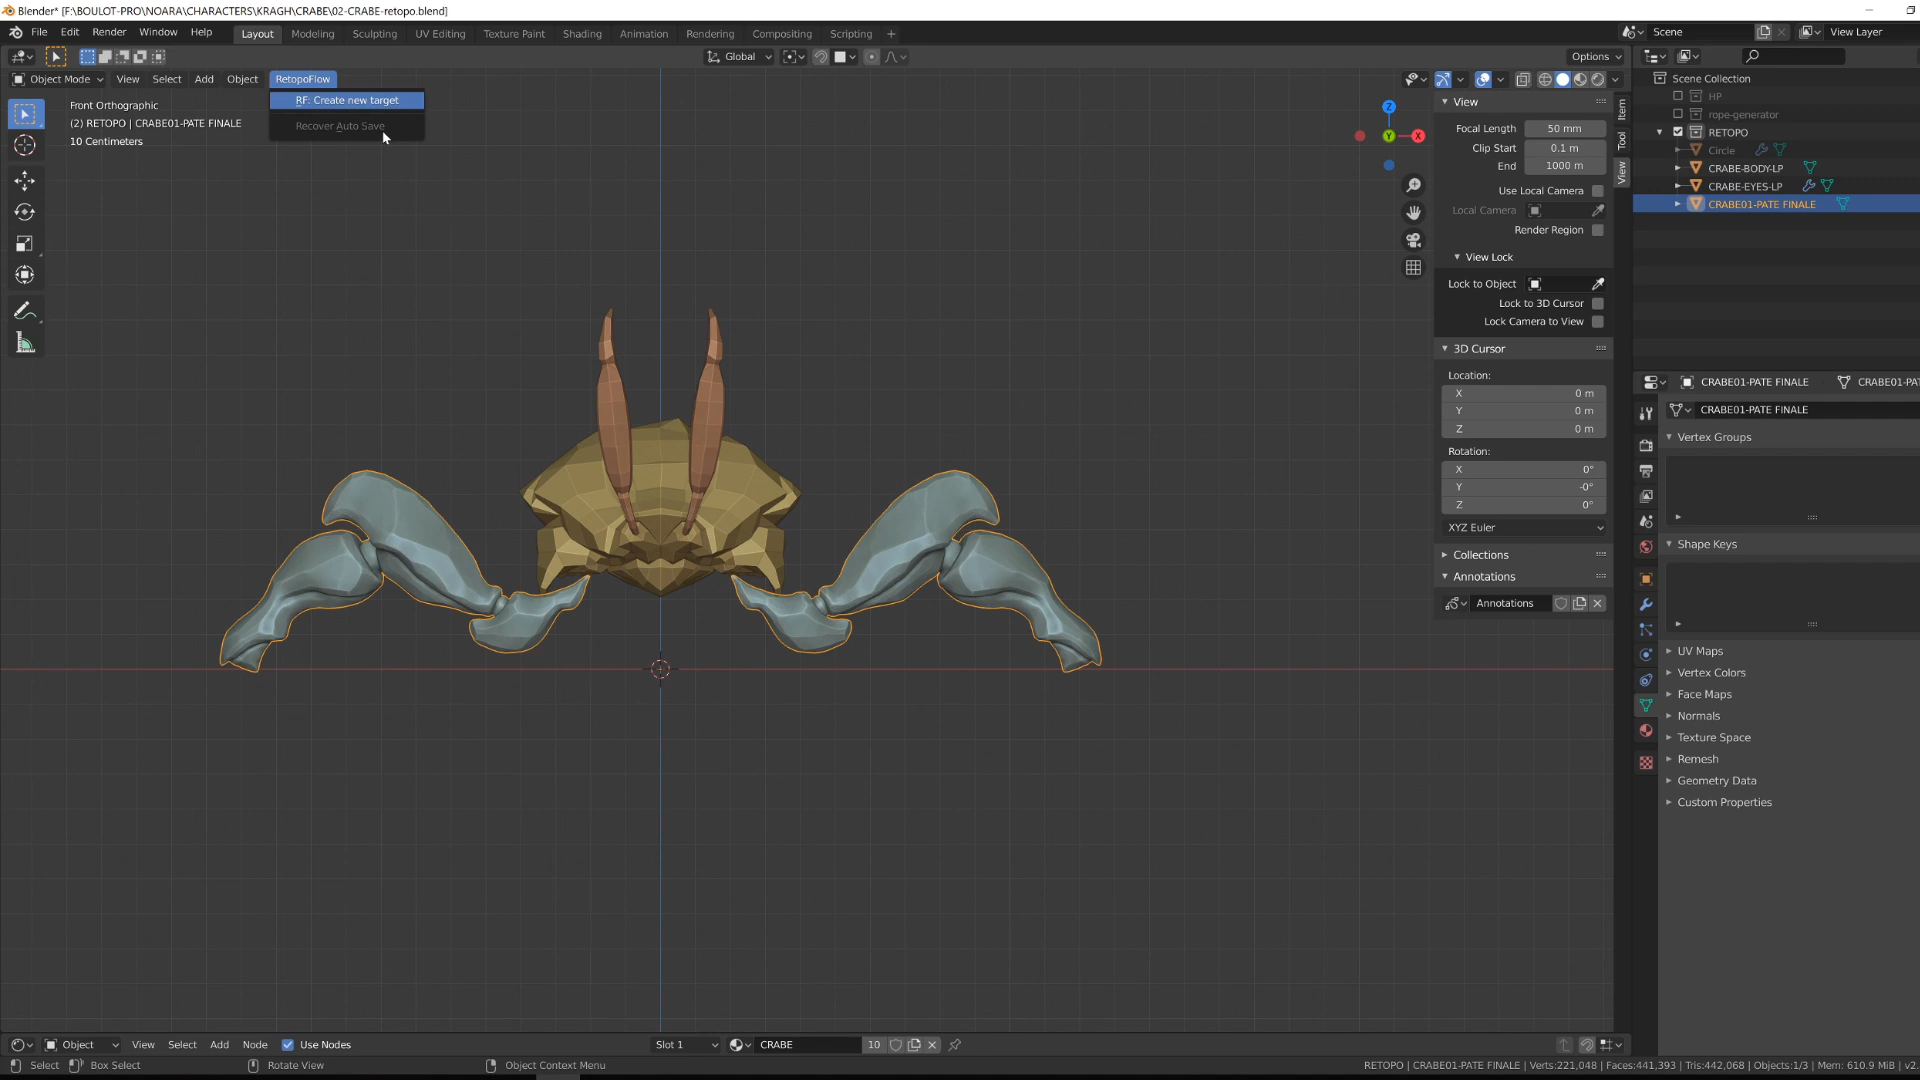 Blender* [F:\BOULOT-PRO\NOARA\CHARACTERS\KRAGH\CRABE\02-CRABE-retopo.blend]
File Edit Render Window Help Layout Modeling Sculpting UV Editing Texture Paint Shading Animation Rendering Compositing Scripting + Scene View Layer
Global Options
Object Mode View Select Add Object RetopoFlow
RF: Create new target
Recover Auto Save
Front Orthographic
(2) RETOPO | CRABE01-PATE FINALE
10 Centimeters
Z
Y
X
View
Focal Length 50 mm
Clip Start 0.1 m
End 1000 m
Use Local Camera
Local Camera
Render Region
View Lock
Lock to Object
Lock to 3D Cursor
Lock Camera to View
3D Cursor
Location:
X 0 m
Y 0 m
Z 0 m
Rotation:
X 0°
Y -0°
Z 0°
XYZ Euler
Collections
Annotations
Annotations
Item
Tool
View
Scene Collection
HP
rope-generator
RETOPO
Circle
CRABE-BODY-LP
CRABE-EYES-LP
CRABE01-PATE FINALE
CRABE01-PATE FINALE CRABE01-PAT
CRABE01-PATE FINALE
Vertex Groups
Shape Keys
UV Maps
Vertex Colors
Face Maps
Normals
Texture Space
Remesh
Geometry Data
Custom Properties
Object View Select Add Node Use Nodes Slot 1 CRABE 10
Select Box Select Rotate View Object Context Menu RETOPO | CRABE01-PATE FINALE | Verts:221,048 | Faces:441,393 | Tris:442,068 | Objects:1/3 | Mem: 610.9 MiB | v2.